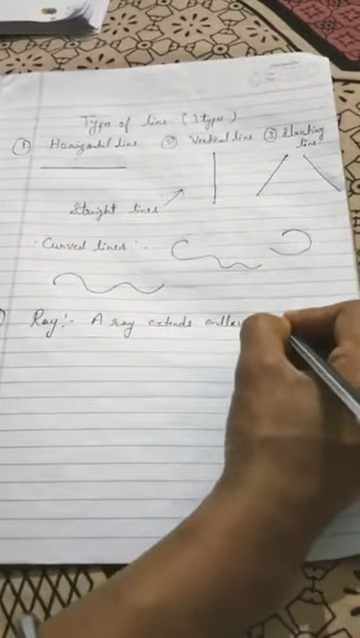 Types of line (3 types)
① Horizontal line ② Vertical line ③ Slanting line
Straight lines
Curved lines
Ray:- A ray extends